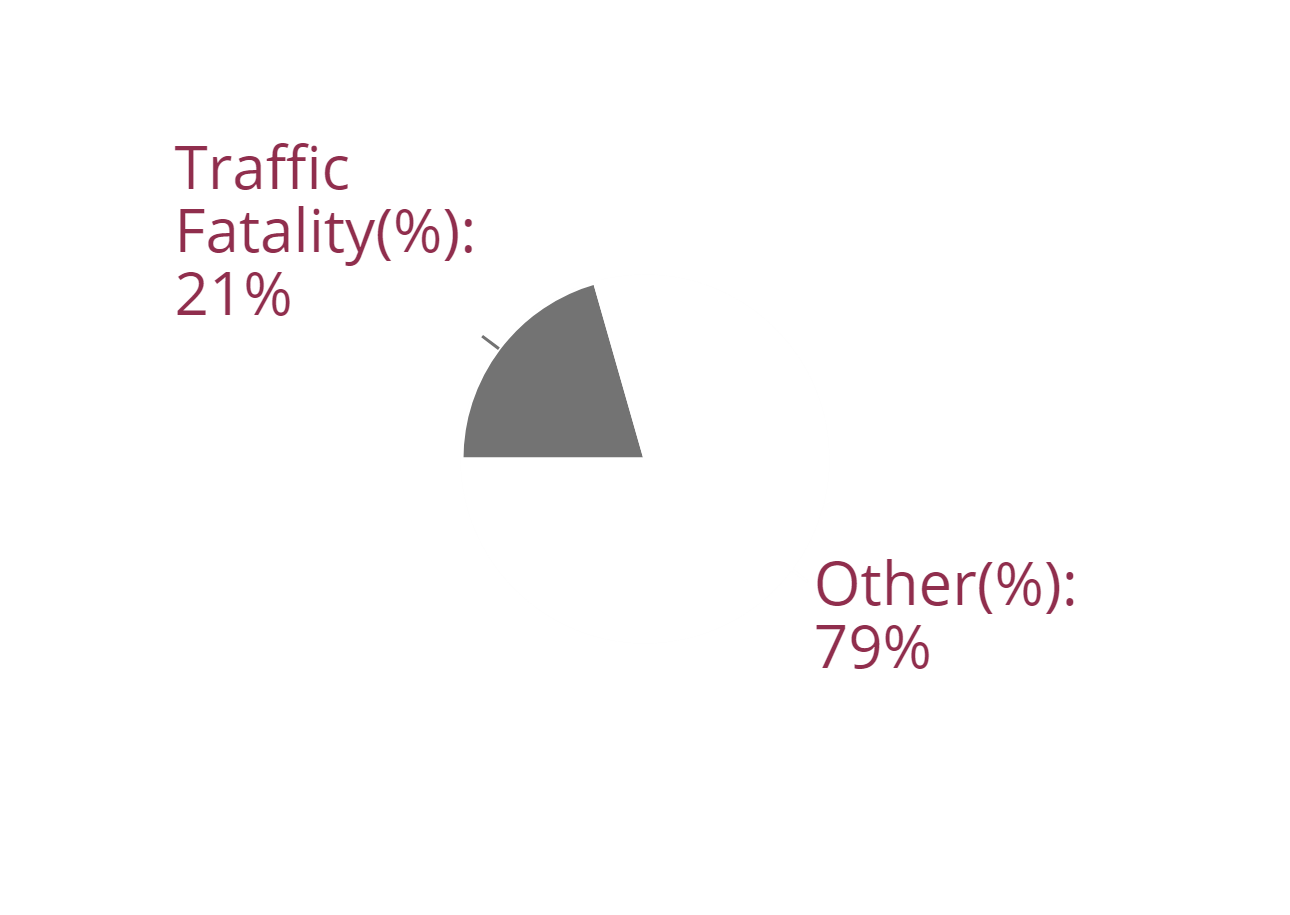 Traffic
Fatality(%):
21%
Other(%):
79%